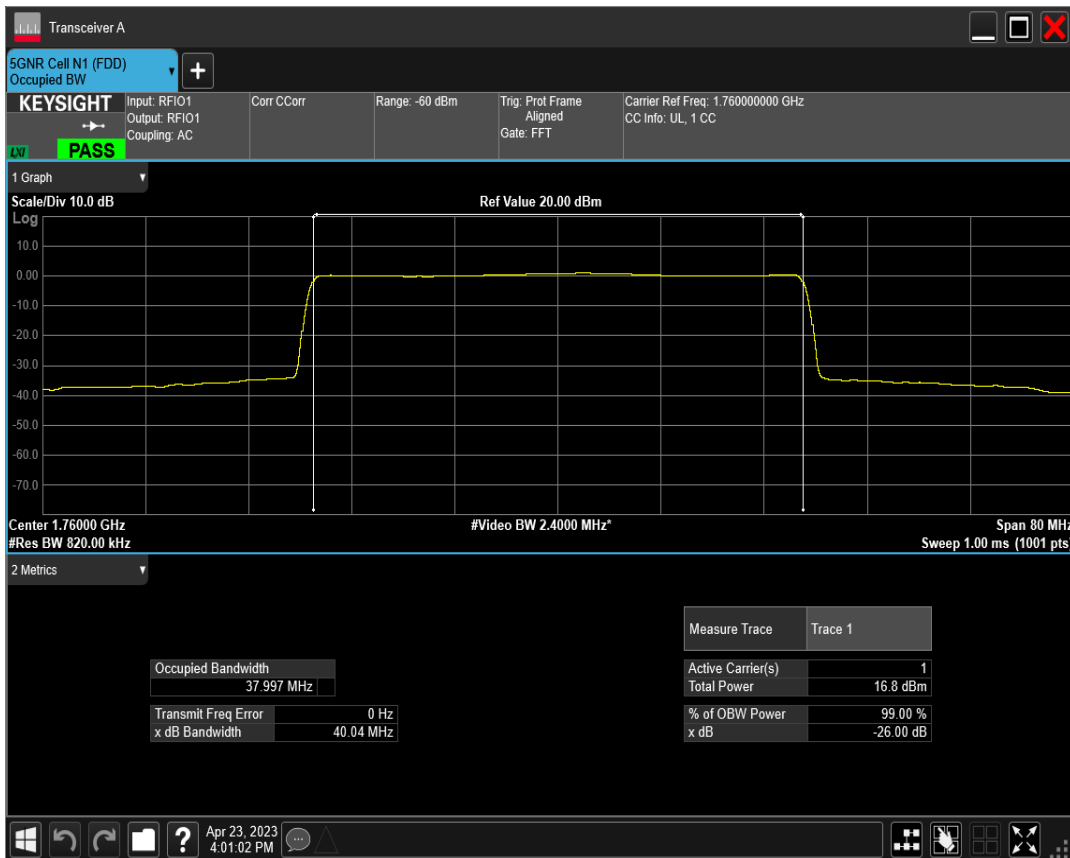 Transceiver A
5GNR Cell N1 (FDD)
Occupied BW
+
KEYSIGHT
LXI
PASS
Input: RFIO1
Output: RFIO1
Coupling: AC
Corr CCorr
Range: -60 dBm
Trig: Prot Frame
Aligned
Gate: FFT
Carrier Ref Freq: 1.760000000 GHz
CC Info: UL, 1 CC
1 Graph
Scale/Div 10.0 dB
Ref Value 20.00 dBm
Log
10.0
0.00
-10.0
-20.0
-30.0
-40.0
-50.0
-60.0
-70.0
Center 1.76000 GHz
#Video BW 2.4000 MHz*
Span 80 MHz
#Res BW 820.00 kHz
Sweep 1.00 ms (1001 pts)
2 Metrics
Measure Trace Trace 1
Occupied Bandwidth
37.997 MHz
Active Carrier(s) 1
Total Power 16.8 dBm
Transmit Freq Error 0 Hz
x dB Bandwidth 40.04 MHz
% of OBW Power 99.00 %
x dB -26.00 dB
?
Apr 23, 2023
4:01:02 PM